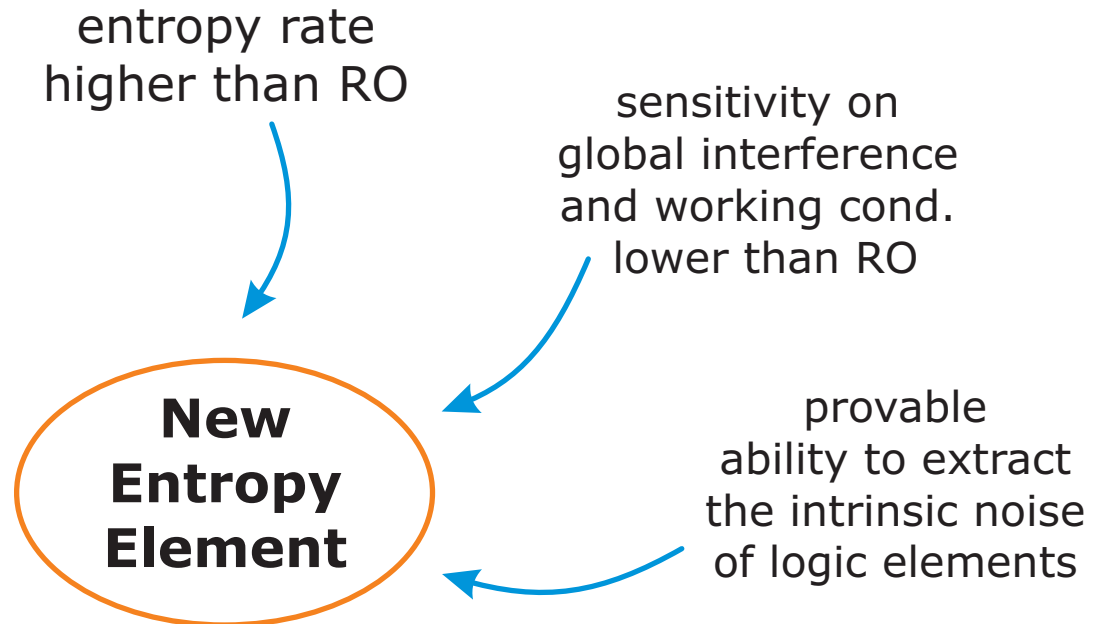 entropy rate
higher than RO
sensitivity on
global interference
and working cond.
lower than RO
New
Entropy
Element
provable
ability to extract
the intrinsic noise
of logic elements